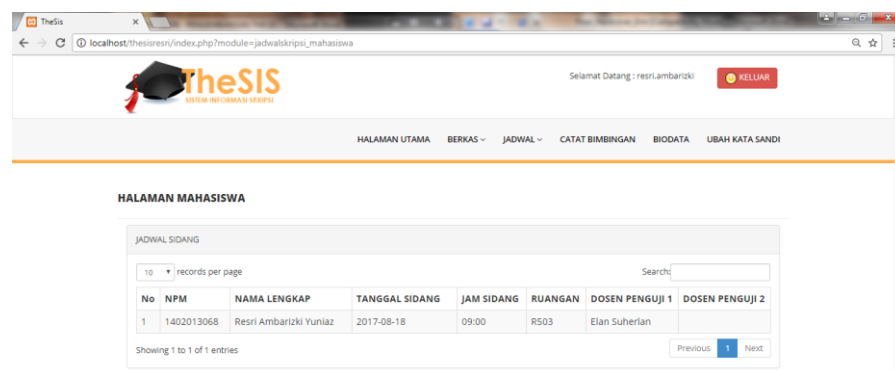 TheSis
localhost/thesisresri/index.php?module=jadwalskripsi_mahasiswa
TheSIS
SISTEM INFORMASI SKRIPSI
Selamat Datang : resri.ambarizki
KELUAR
HALAMAN UTAMA BERKAS JADWAL CATAT BIMBINGAN BIODATA UBAH KATA SANDI
HALAMAN MAHASISWA
JADWAL SIDANG
10 records per page Search:
No NPM NAMA LENGKAP TANGGAL SIDANG JAM SIDANG RUANGAN DOSEN PENGUJI 1 DOSEN PENGUJI 2
1 1402013068 Resri Ambarizki Yuniaz 2017-08-18 09:00 R503 Elan Suherlan
Showing 1 to 1 of 1 entries Previous 1 Next